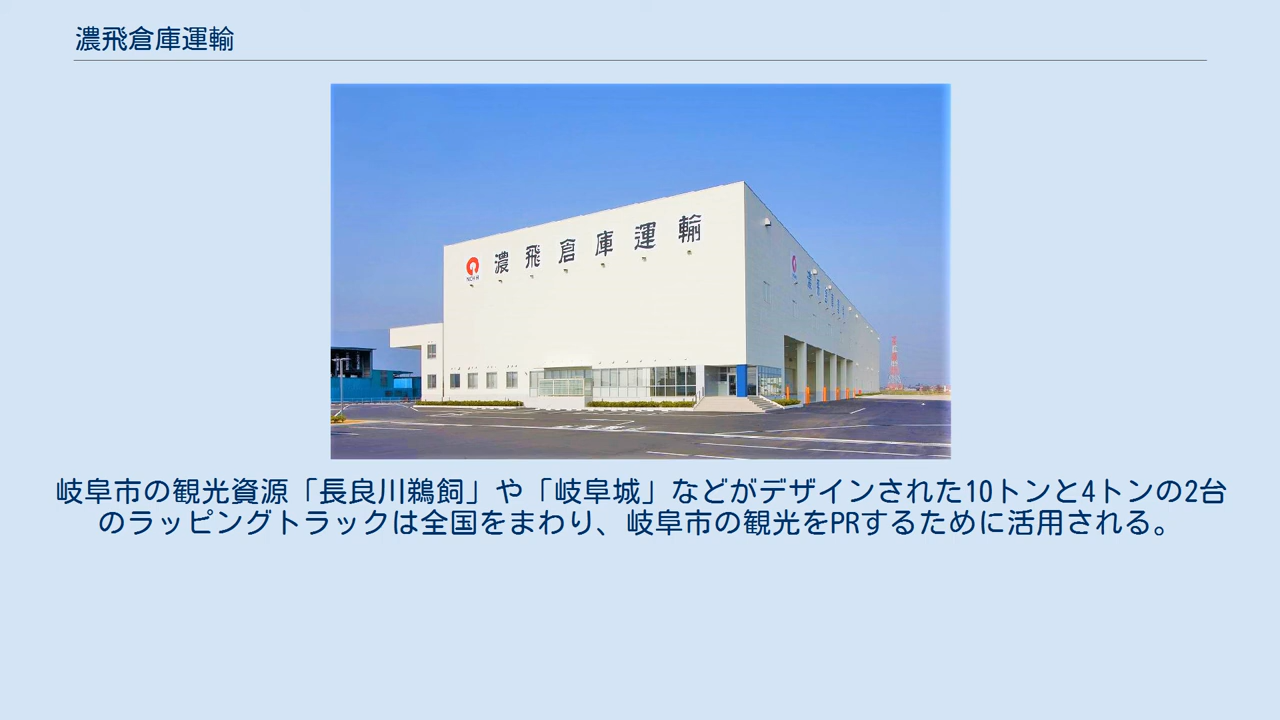 濃飛倉庫運輸
濃飛倉庫運輸
岐阜市の観光資源「長良川鵜飼」や「岐阜城」などがデザインされた10トンと4トンの2台
のラッピングトラックは全国をまわり、岐阜市の観光をPRするために活用される。